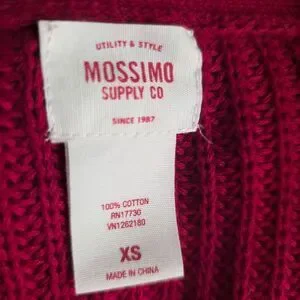 UTILITY & STYLE
MOSSIMO
SUPPLY CO
SINCE 1987
100% COTTON
RN17730
VN1262180
XS
MADE IN CHINA